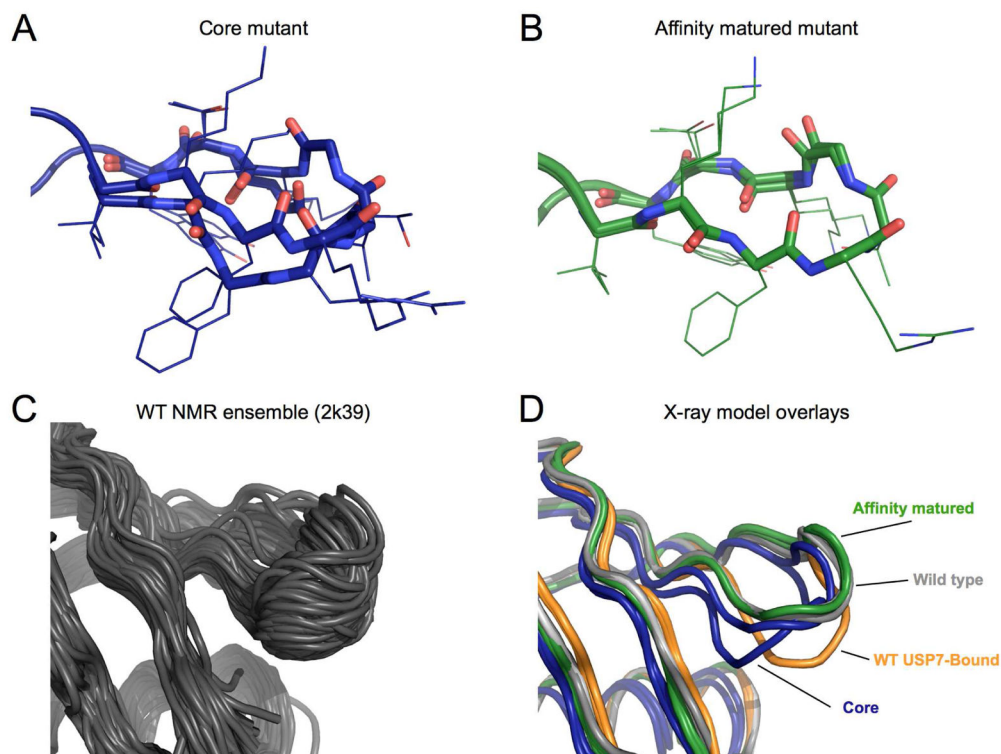 A
Core mutant
B
Affinity matured mutant
C
WT NMR ensemble (2k39)
D
X-ray model overlays
Affinity matured
Wild type
WT USP7-Bound
Core